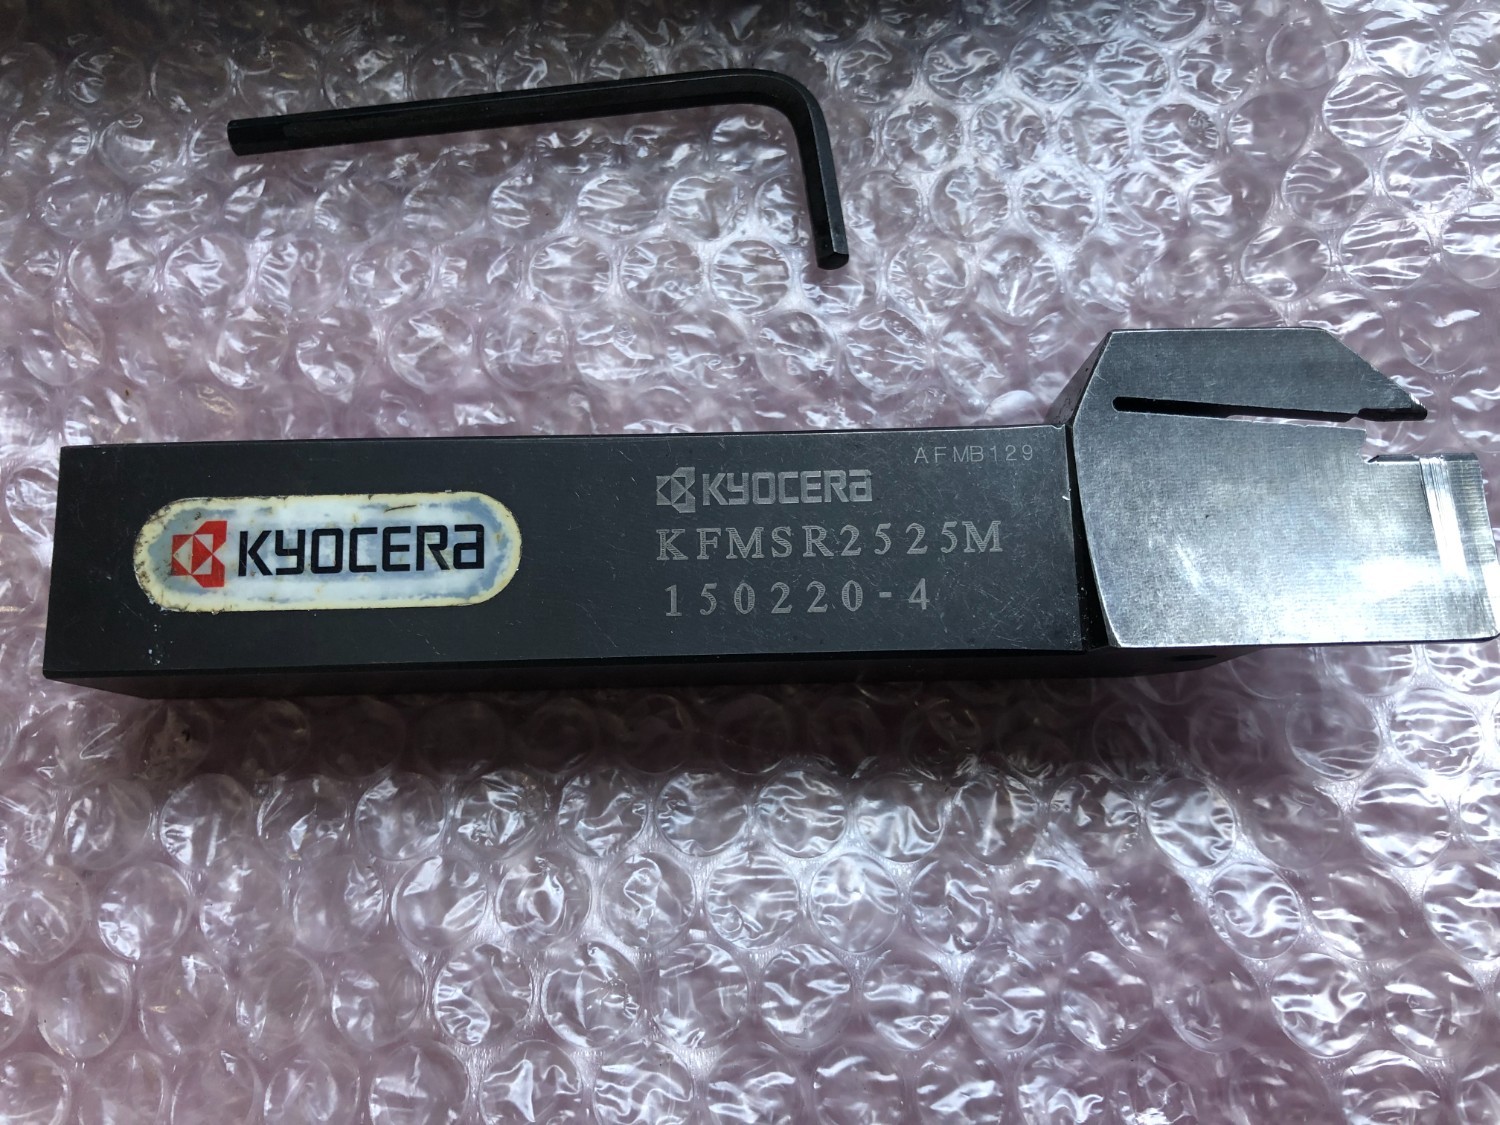 KYOCERA
AFMB129
KYOCERA
KFMSR2525M
150220-4